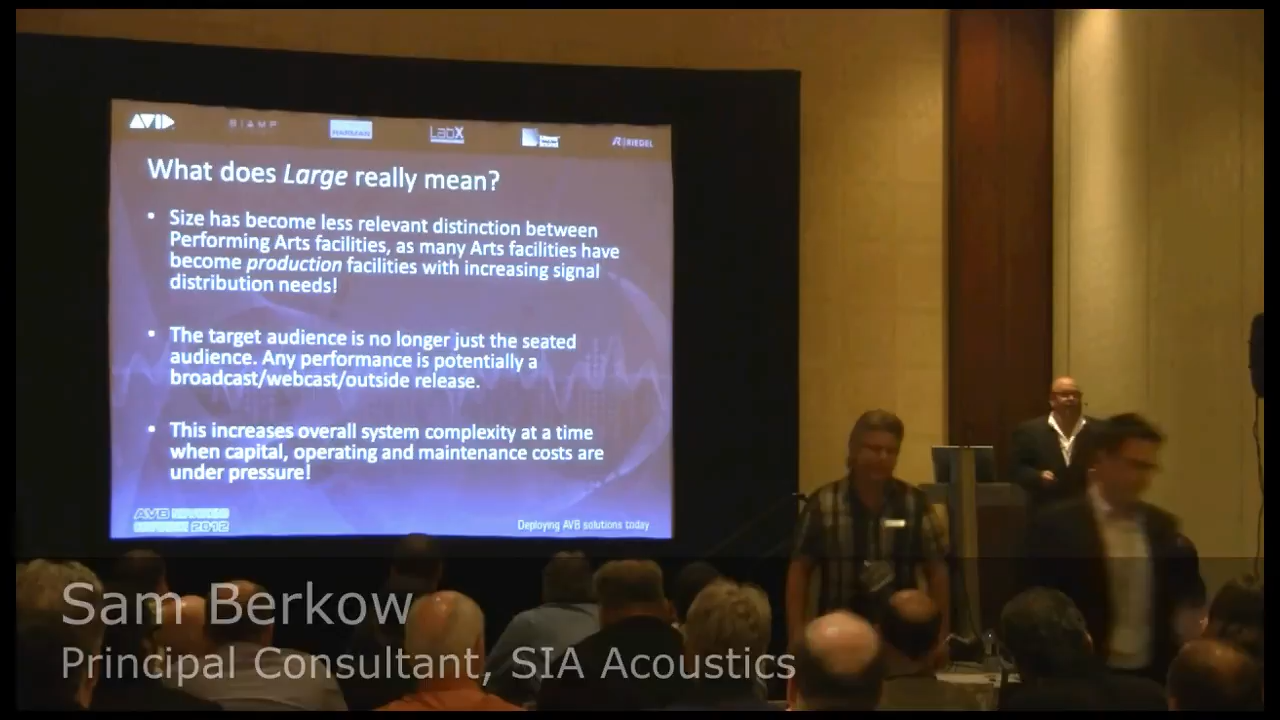 AVID
BIAMP
HARMAN
LabX
RIEDEL
What does Large really mean?
• Size has become less relevant distinction between
Performing Arts facilities, as many Arts facilities have
become production facilities with increasing signal
distribution needs!
• The target audience is no longer just the seated
audience. Any performance is potentially a
broadcast/webcast/outside release.
• This increases overall system complexity at a time
when capital, operating and maintenance costs are
under pressure!
AVB
2012
Deploying AVB solutions today
Sam Berkow
Principal Consultant, SIA Acoustics